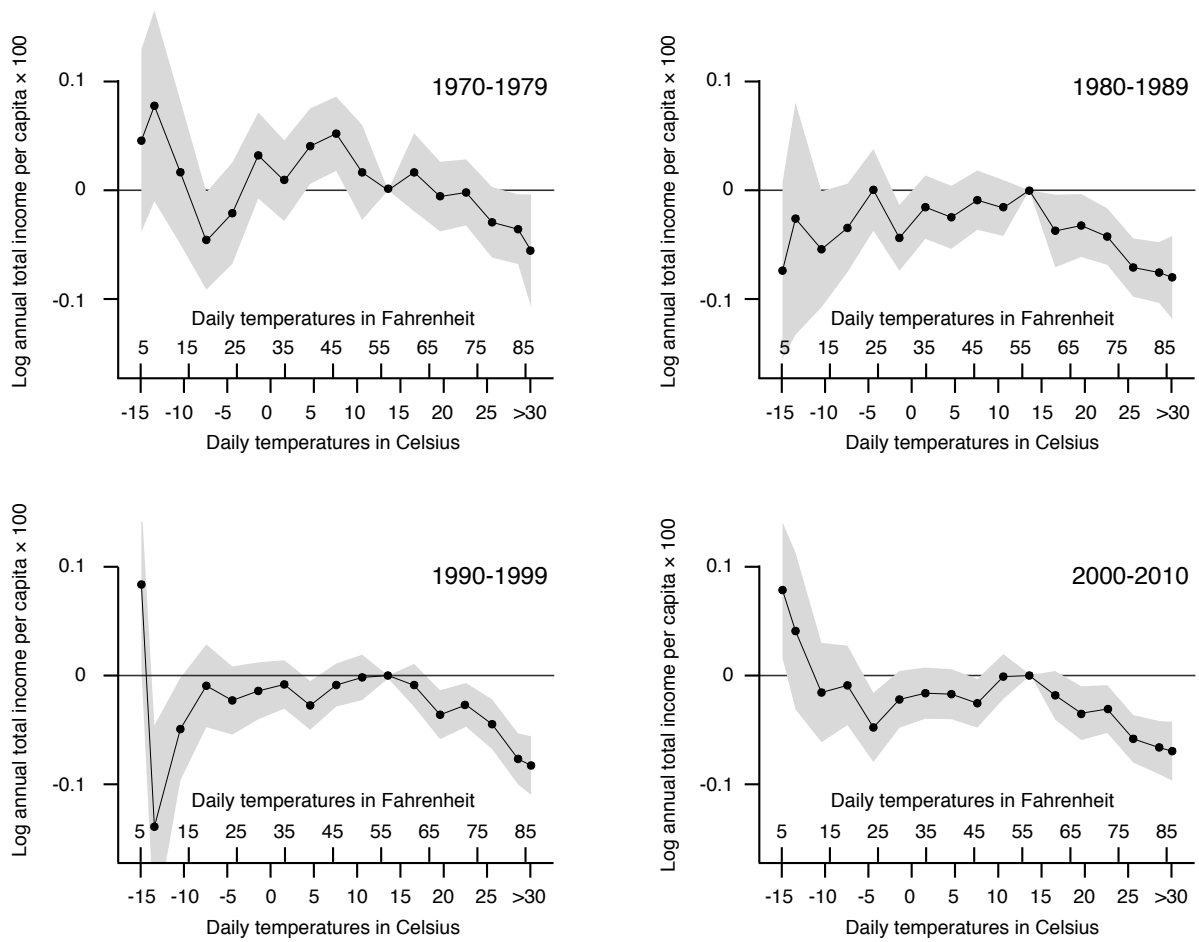 Log annual total income per capita × 100
1970-1979
0.1
0
-0.1
Daily temperatures in Fahrenheit
5 15 25 35 45 55 65 75 85
-15 -10 -5 0 5 10 15 20 25 >30
Daily temperatures in Celsius
Log annual total income per capita × 100
1980-1989
0.1
0
-0.1
Daily temperatures in Fahrenheit
5 15 25 35 45 55 65 75 85
-15 -10 -5 0 5 10 15 20 25 >30
Daily temperatures in Celsius
Log annual total income per capita × 100
1990-1999
0.1
0
-0.1
Daily temperatures in Fahrenheit
5 15 25 35 45 55 65 75 85
-15 -10 -5 0 5 10 15 20 25 >30
Daily temperatures in Celsius
Log annual total income per capita × 100
2000-2010
0.1
0
-0.1
Daily temperatures in Fahrenheit
5 15 25 35 45 55 65 75 85
-15 -10 -5 0 5 10 15 20 25 >30
Daily temperatures in Celsius